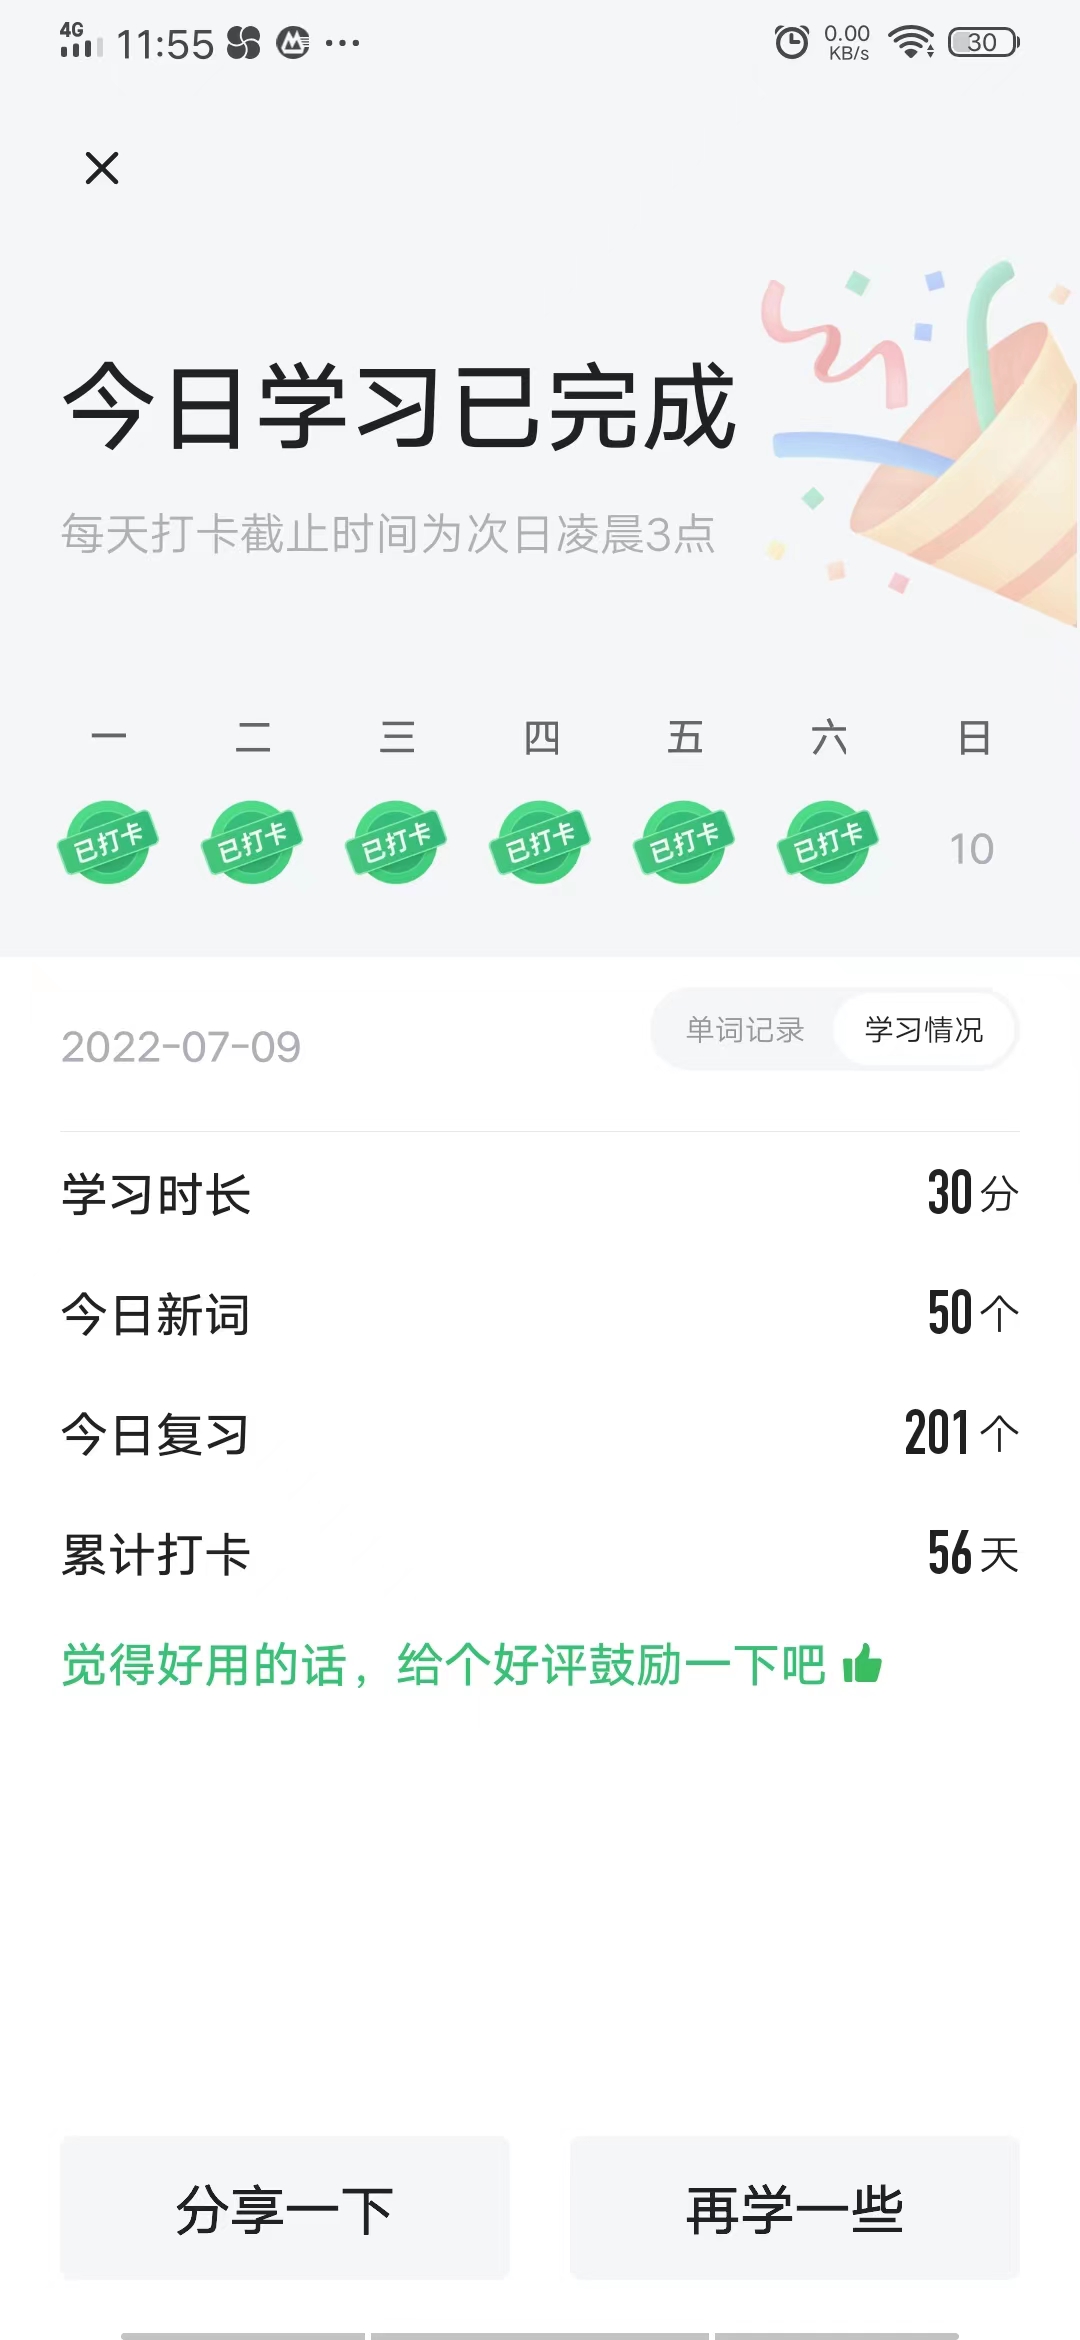 4G 11:55 ... 0.00 KB/s 30
今日学习已完成
每天打卡截止时间为次日凌晨3点
一 二 三 四 五 六 日
已打卡 已打卡 已打卡 已打卡 已打卡 已打卡 10
2022-07-09 单词记录 学习情况
学习时长 30分
今日新词 50个
今日复习 201个
累计打卡 56天
觉得好用的话，给个好评鼓励一下吧
分享一下 再学一些